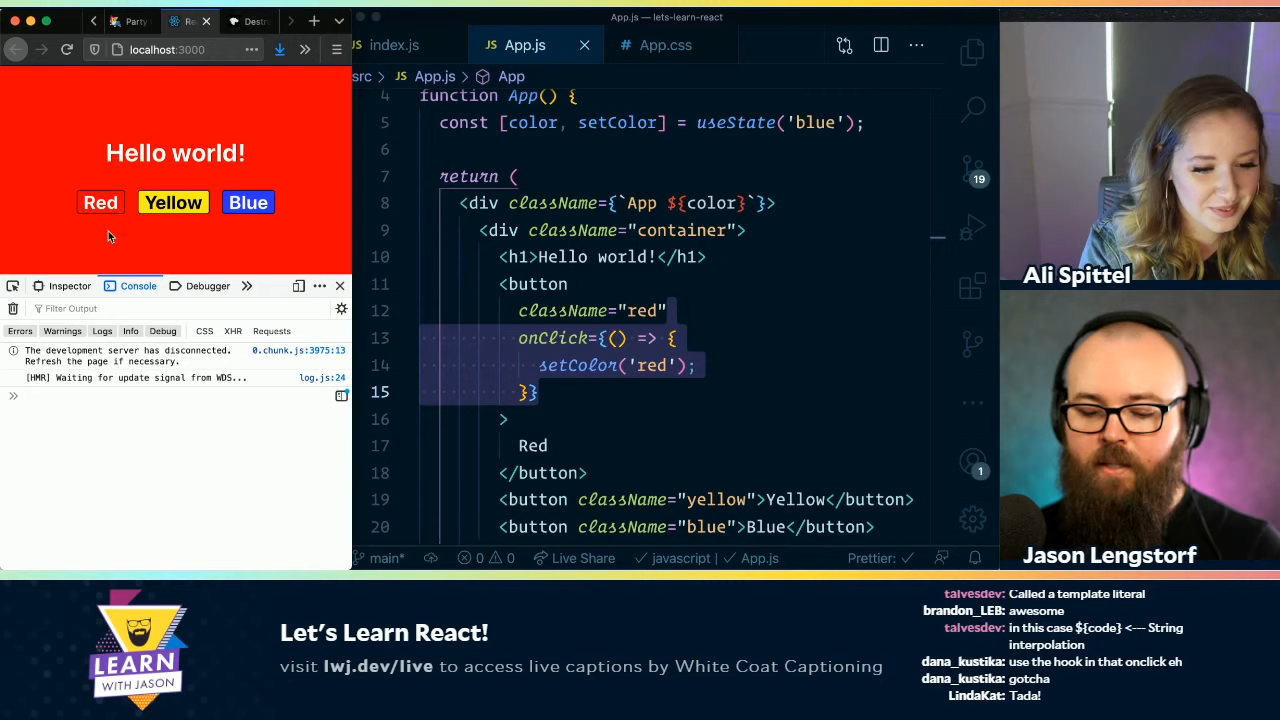 Party
Re
Destr
localhost:3000
Hello world!
Red
Yellow
Blue
Inspector
Console
Debugger
Filter Output
Errors
Warnings
Logs
Info
Debug
CSS
XHR
Requests
The development server has disconnected. 0.chunk.js:3975:13
Refresh the page if necessary.
[HMR] Waiting for update signal from WDS... log.js:24
App.js — lets-learn-react
index.js
JS App.js
# App.css
src > JS App.js > App
4 function App() {
5 const [color, setColor] = useState('blue');
6
7 return (
8 <div className={`App ${color}`}>
9 <div className="container">
10 <h1>Hello world!</h1>
11 <button
12 className="red"
13 onClick={() => {
14 setColor('red');
15 }}
16 >
17 Red
18 </button>
19 <button className="yellow">Yellow</button>
20 <button className="blue">Blue</button>
main*
0
0
Live Share
javascript |
App.js
Prettier:
19
1
Ali Spittel
Jason Lengstorf
LEARN
WITH JASON
Let's Learn React!
visit lwj.dev/live to access live captions by White Coat Captioning
talvesdev: Called a template literal
brandon_LEB: awesome
talvesdev: in this case ${code} <--- String
interpolation
dana_kustika: use the hook in that onclick eh
dana_kustika: gotcha
LindaKat: Tada!